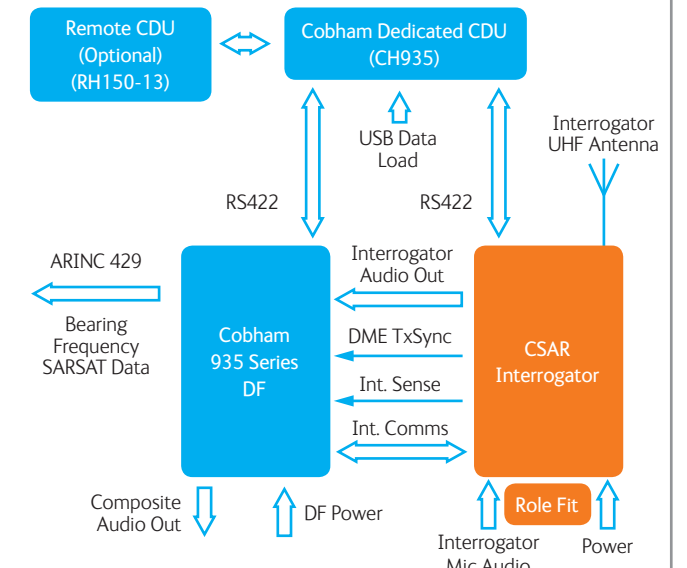 Remote CDU
(Optional)
(RH150-13)
Cobham Dedicated CDU
(CH935)
USB Data
Load
Interrogator
UHF Antenna
RS422
RS422
ARINC 429
Bearing
Frequency
SARSAT Data
Cobham
935 Series
DF
Interrogator
Audio Out
DME TxSync
Int. Sense
Int. Comms
CSAR
Interrogator
Composite
Audio Out
DF Power
Role Fit
Interrogator
Mic Audio
Power